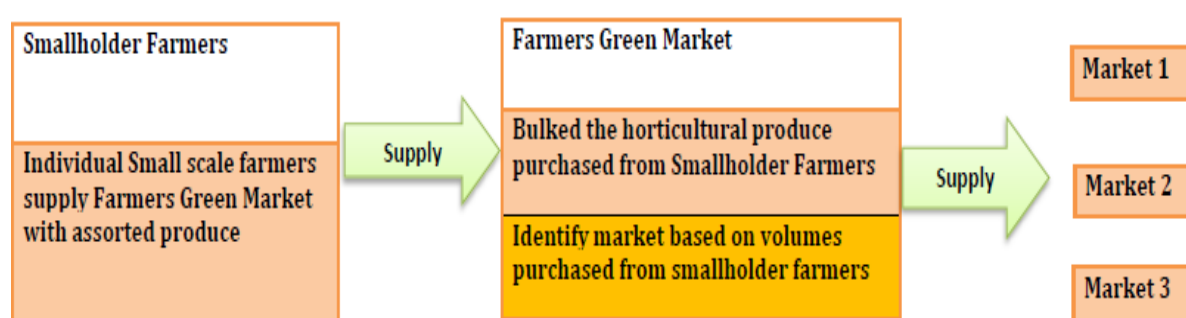 Smallholder Farmers
Individual Small scale farmers
supply Farmers Green Market
with assorted produce
Supply
Farmers Green Market
Bulked the horticultural produce
purchased from Smallholder Farmers
Identify market based on volumes
purchased from smallholder farmers
Supply
Market 1
Market 2
Market 3